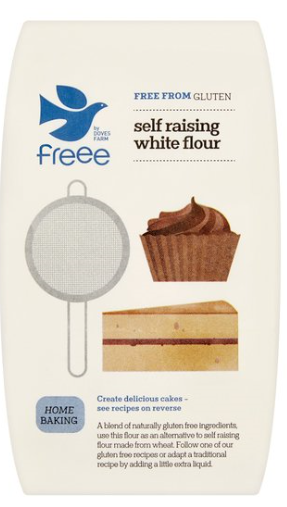 FREE FROM GLUTEN
by
DOVES
FARM
freee
self raising
white flour
HOME
BAKING
Create delicious cakes –
see recipes on reverse
A blend of naturally gluten free ingredients,
use this flour as an alternative to self raising
flour made from wheat. Follow one of our
gluten free recipes or adapt a traditional
recipe by adding a little extra liquid.